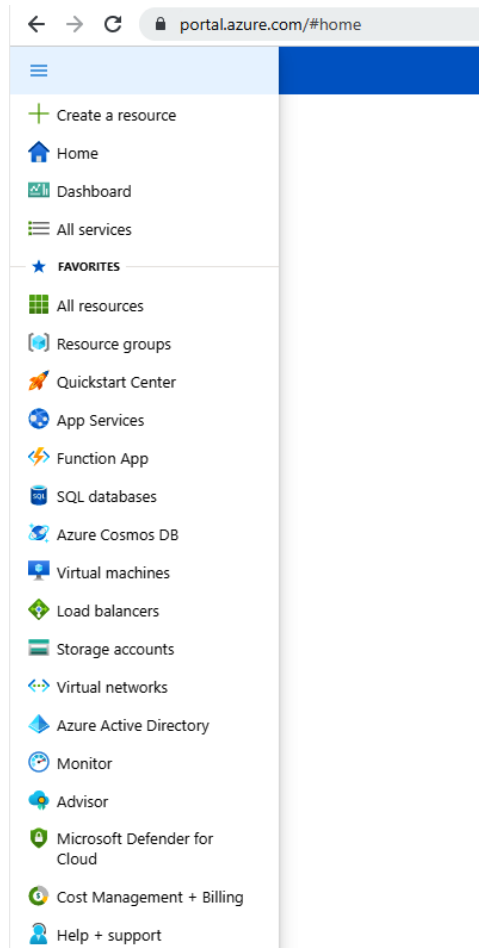 portal.azure.com/#home
Create a resource
Home
Dashboard
All services
FAVORITES
All resources
Resource groups
Quickstart Center
App Services
Function App
SQL
SQL databases
Azure Cosmos DB
Virtual machines
Load balancers
Storage accounts
Virtual networks
Azure Active Directory
Monitor
Advisor
Microsoft Defender for
Cloud
Cost Management + Billing
Help + support